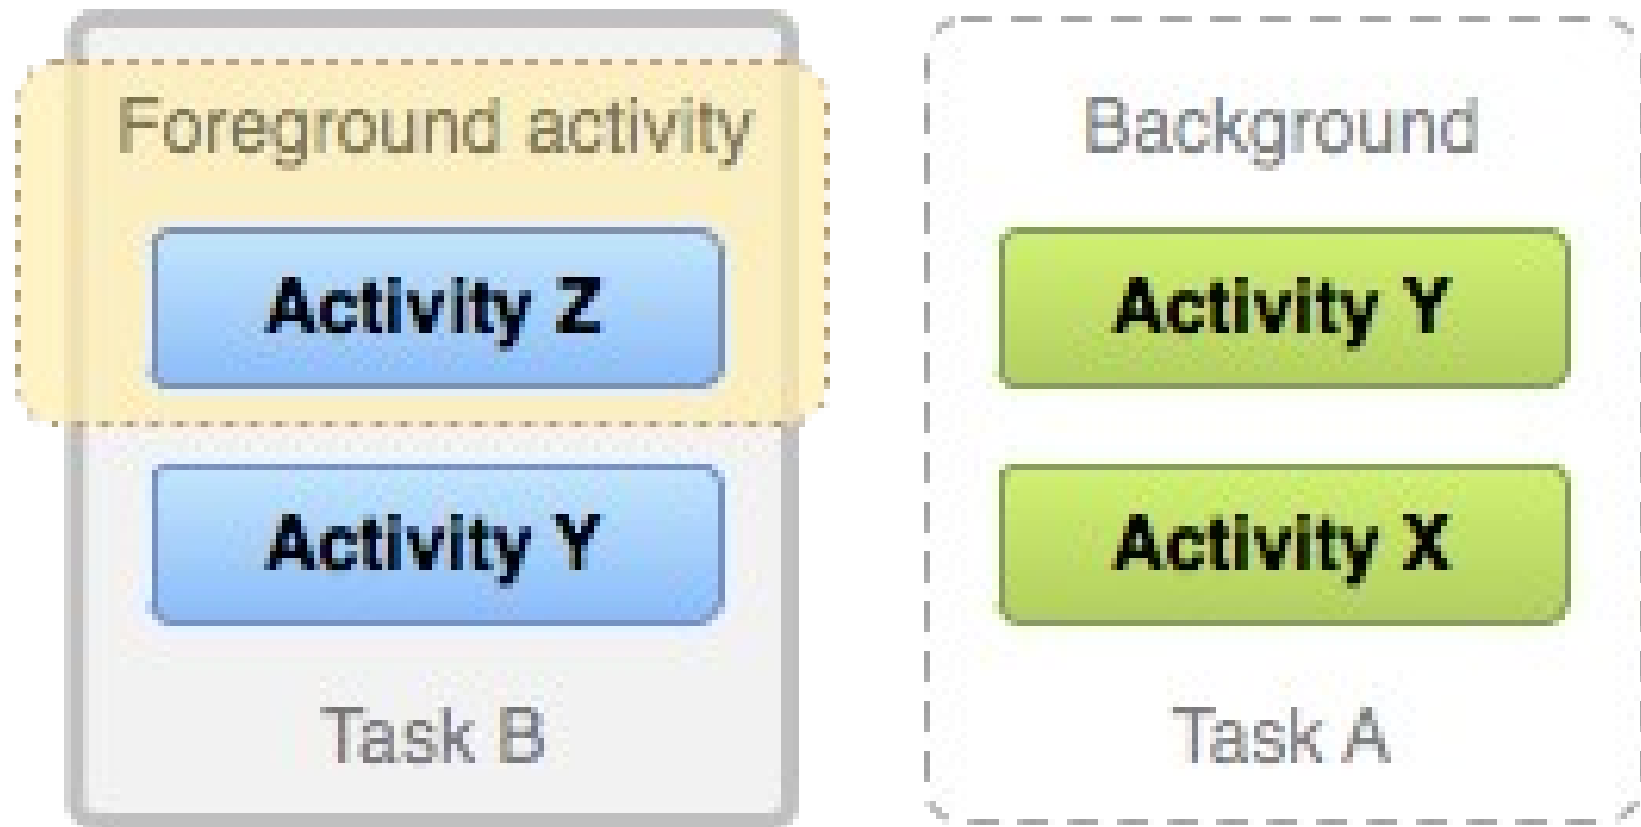 Foreground activity
Activity Z
Activity Y
Task B
Background
Activity Y
Activity X
Task A